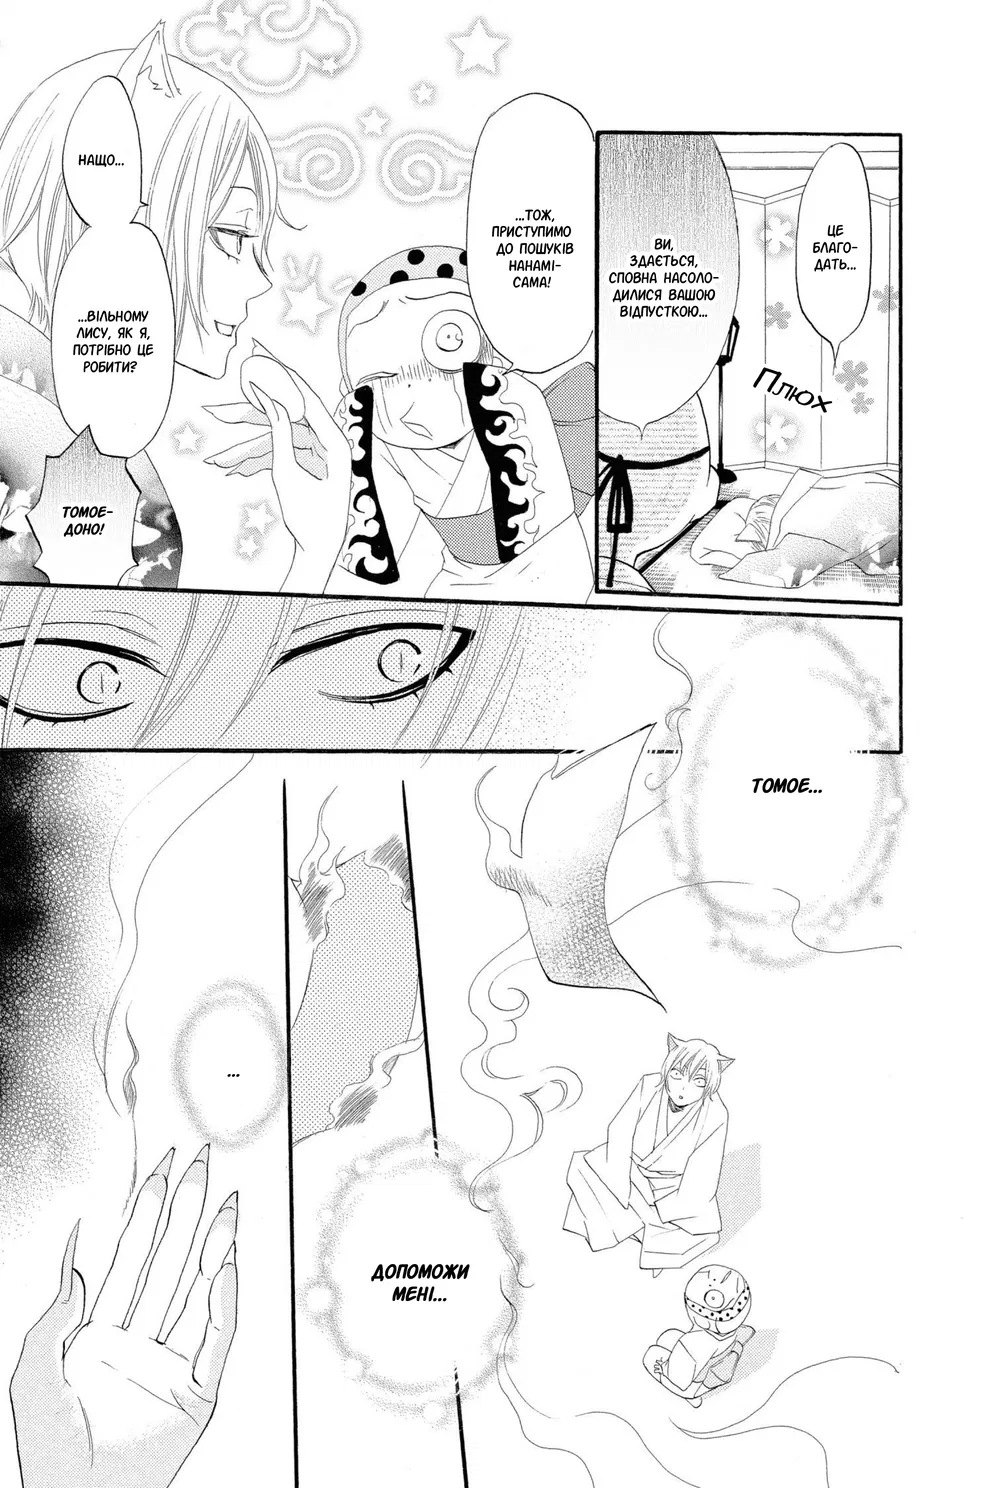 ЦЕ
БЛАГО-
ДАТЬ...
ПЛЮХ
ВИ,
ЗДАЄТЬСЯ,
СПОВНА НАСОЛО-
ДИЛИСЯ ВАШОЮ
ВІДПУСТКОЮ...
...ТОЖ,
ПРИСТУПИМО
ДО ПОШУКІВ
НАНАМІ-
САМА!
НАЩО...
...ВІЛЬНОМУ
ЛИСУ, ЯК Я,
ПОТРІБНО ЦЕ
РОБИТИ?
ТОМОЕ-
ДОНО!
ТОМОЕ...
ДОПОМОЖИ
МЕНІ...
...